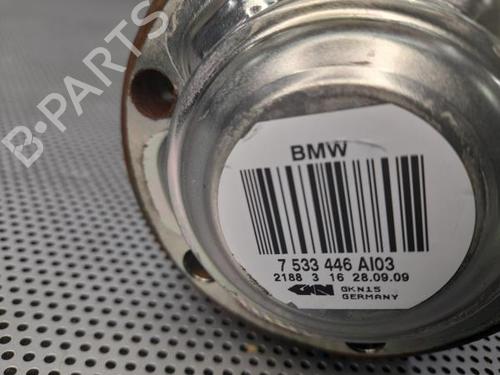 B-PARTS
BMW
7 533 446 AI03
2188 3 16 28.09.09
GKN GKN15
GERMANY